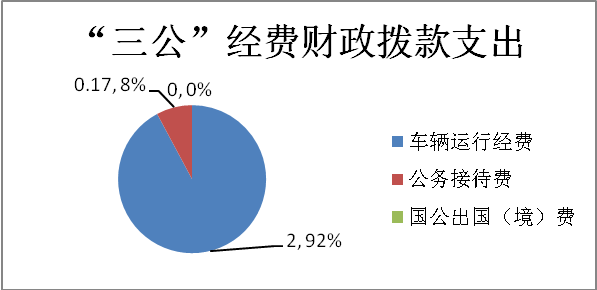 “三公”经费财政拨款支出
0.17,8%
0,0%
2,92%
车辆运行经费
公务接待费
国公出国（境）费